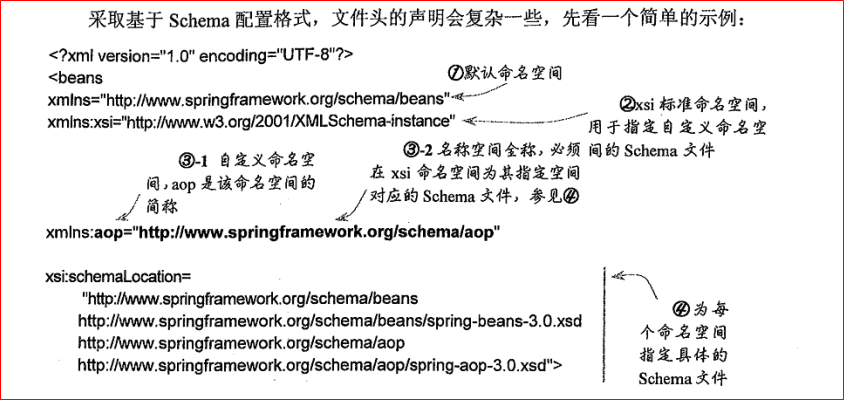 采取基于 Schema 配置格式，文件头的声明会复杂一些，先看一个简单的示例：
<?xml version="1.0" encoding="UTF-8"?>
<beans
①默认命名空间
xmlns="http://www.springframework.org/schema/beans"
xmlns:xsi="http://www.w3.org/2001/XMLSchema-instance"
②xsi 标准命名空间，
用于指定自定义命名空
间的 Schema 文件
③-1 自定义命名空
间，aop 是该命名空间的
简称
③-2 名称空间全称，必须
在 xsi 命名空间为其指定空间
对应的 Schema 文件，参见④
xmlns:aop="http://www.springframework.org/schema/aop"
xsi:schemaLocation=
"http://www.springframework.org/schema/beans
http://www.springframework.org/schema/beans/spring-beans-3.0.xsd
http://www.springframework.org/schema/aop
http://www.springframework.org/schema/aop/spring-aop-3.0.xsd">
④为每
个命名空间
指定具体的
Schema 文件